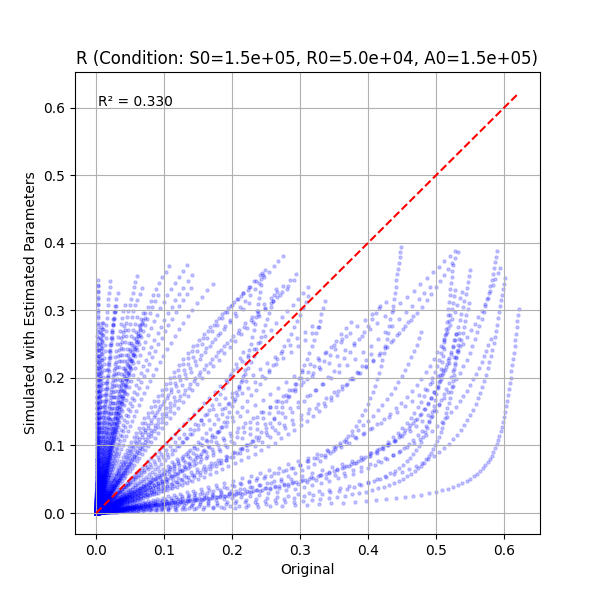 R (Condition: S0=1.5e+05, R0=5.0e+04, A0=1.5e+05)
R² = 0.330
Simulated with Estimated Parameters
0.6
0.5
0.4
0.3
0.2
0.1
0.0
0.0 0.1 0.2 0.3 0.4 0.5 0.6
Original